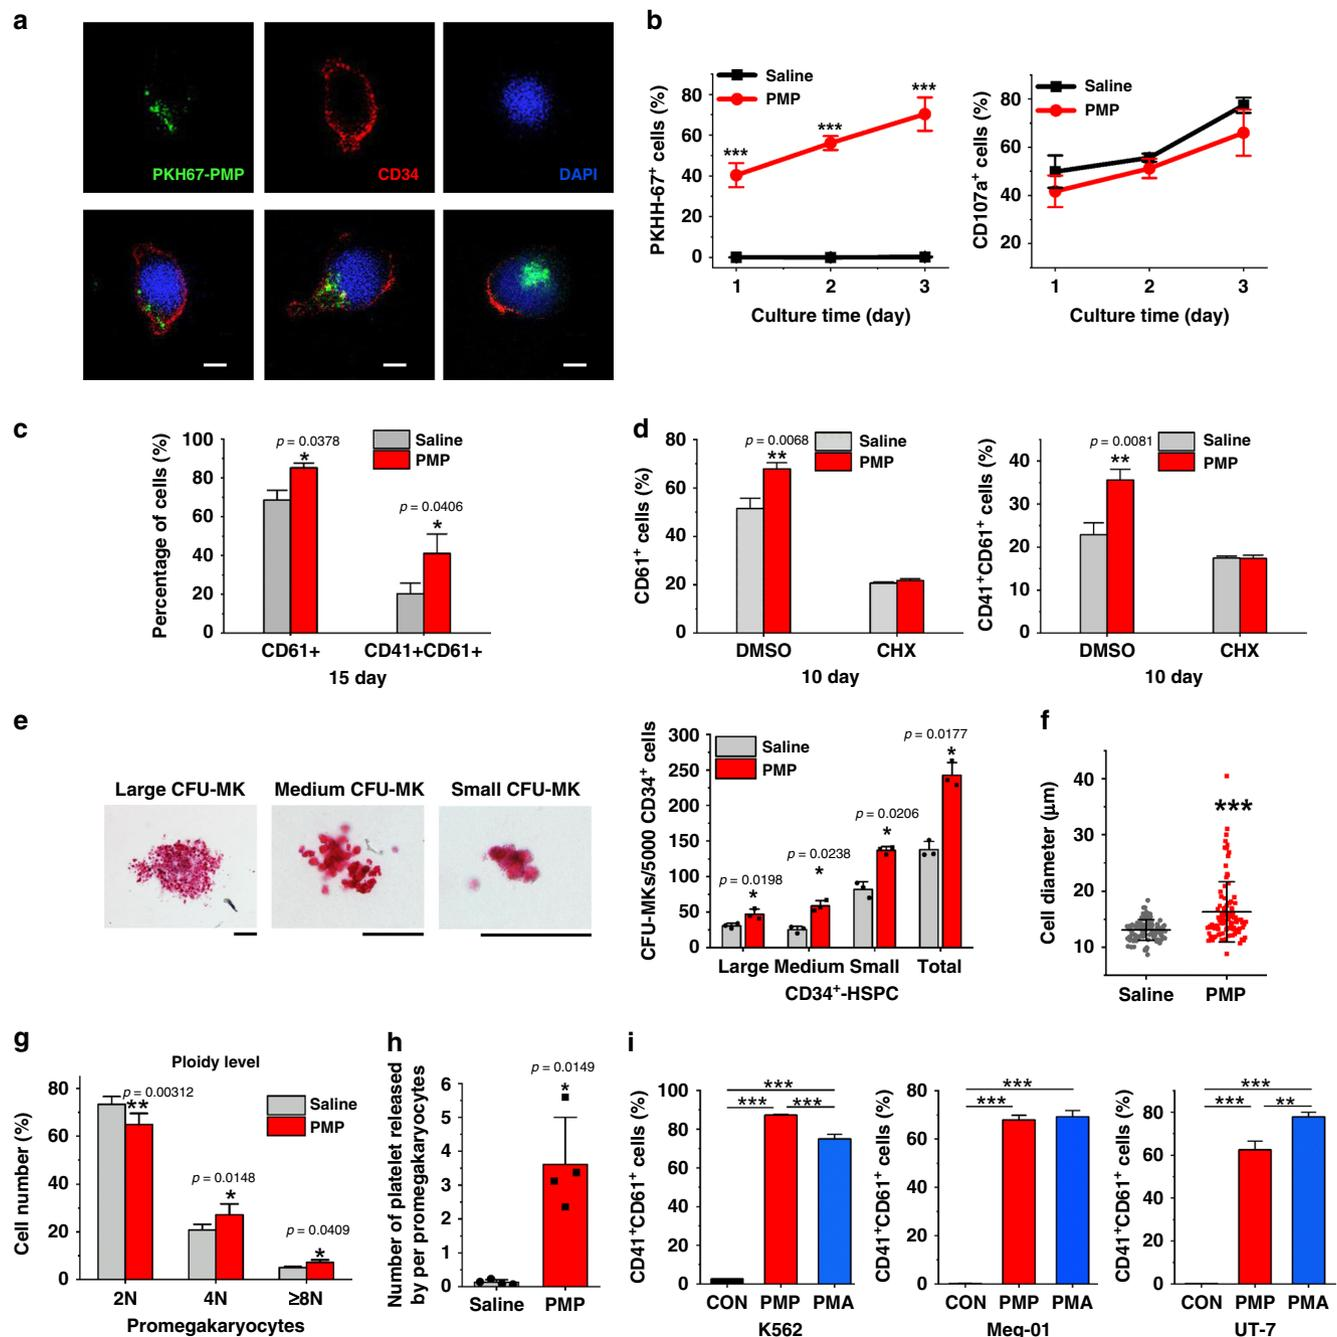 a
PKH67-PMP
CD34
DAPI
b
Saline
PMP
PKHH-67⁺ cells (%)
80
60
40
20
0
***
***
***
1 2 3
Culture time (day)
Saline
PMP
CD107a⁺ cells (%)
80
60
40
20
1 2 3
Culture time (day)
c
Percentage of cells (%)
100
80
60
40
20
0
p = 0.0378
*
Saline
PMP
p = 0.0406
*
CD61+ CD41+CD61+
15 day
d
CD61⁺ cells (%)
80
60
40
20
0
p = 0.0068
**
Saline
PMP
DMSO CHX
10 day
CD41⁺CD61⁺ cells (%)
40
30
20
10
0
p = 0.0081
**
Saline
PMP
DMSO CHX
10 day
e
Large CFU-MK Medium CFU-MK Small CFU-MK
CFU-MKs/5000 CD34⁺ cells
300
250
200
150
100
50
0
Saline
PMP
p = 0.0198
*
p = 0.0238
*
p = 0.0206
*
p = 0.0177
*
Large Medium Small Total
CD34⁺-HSPC
f
Cell diameter (µm)
40
30
20
10
***
Saline PMP
g
Ploidy level
Cell number (%)
80
60
40
20
0
p = 0.00312
**
Saline
PMP
p = 0.0148
*
p = 0.0409
*
2N 4N ≥8N
Promegakaryocytes
h
Number of platelet released
by per promegakaryocytes
6
5
4
3
2
1
0
p = 0.0149
*
Saline PMP
i
CD41⁺CD61⁺ cells (%)
100
80
60
40
20
0
***
*** ***
CON PMP PMA
K562
CD41⁺CD61⁺ cells (%)
80
60
40
20
0
***
***
CON PMP PMA
Meg-01
CD41⁺CD61⁺ cells (%)
80
60
40
20
0
***
*** **
CON PMP PMA
UT-7